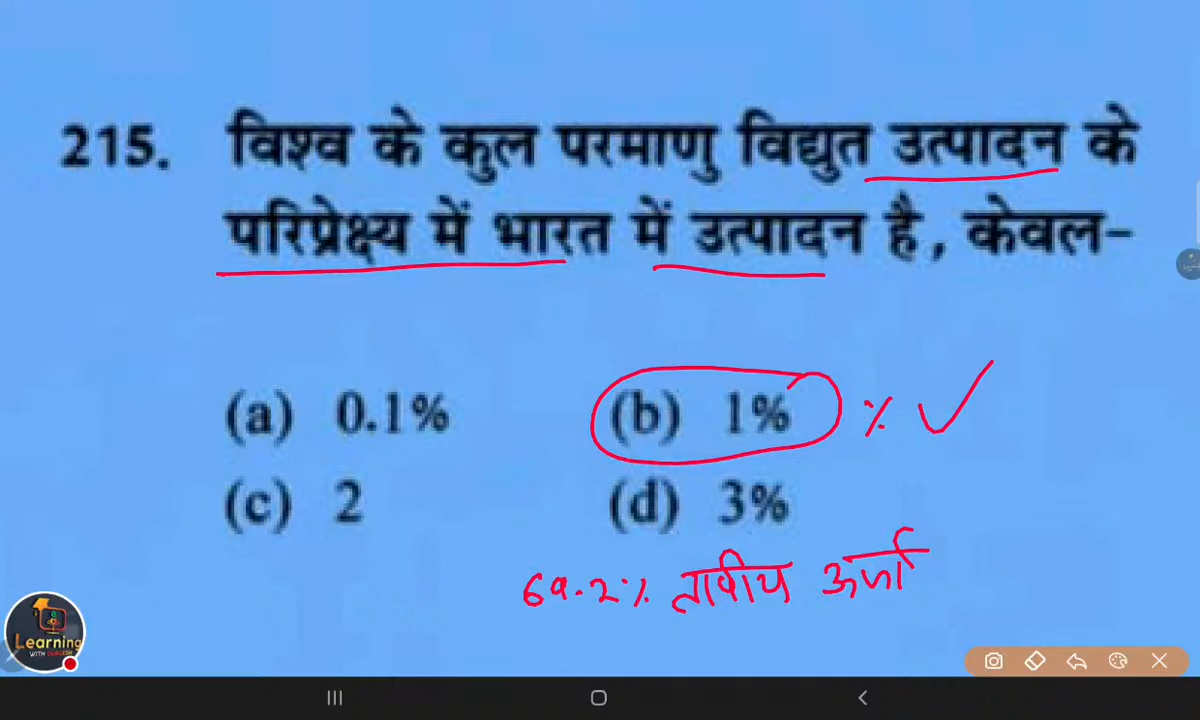 215. विश्व के कुल परमाणु विद्युत उत्पादन के
परिप्रेक्ष्य में भारत में उत्पादन है, केवल–
(a) 0.1% (b) 1% % ✓
(c) 2 (d) 3%
69.2% तापीय ऊर्जा
Learning